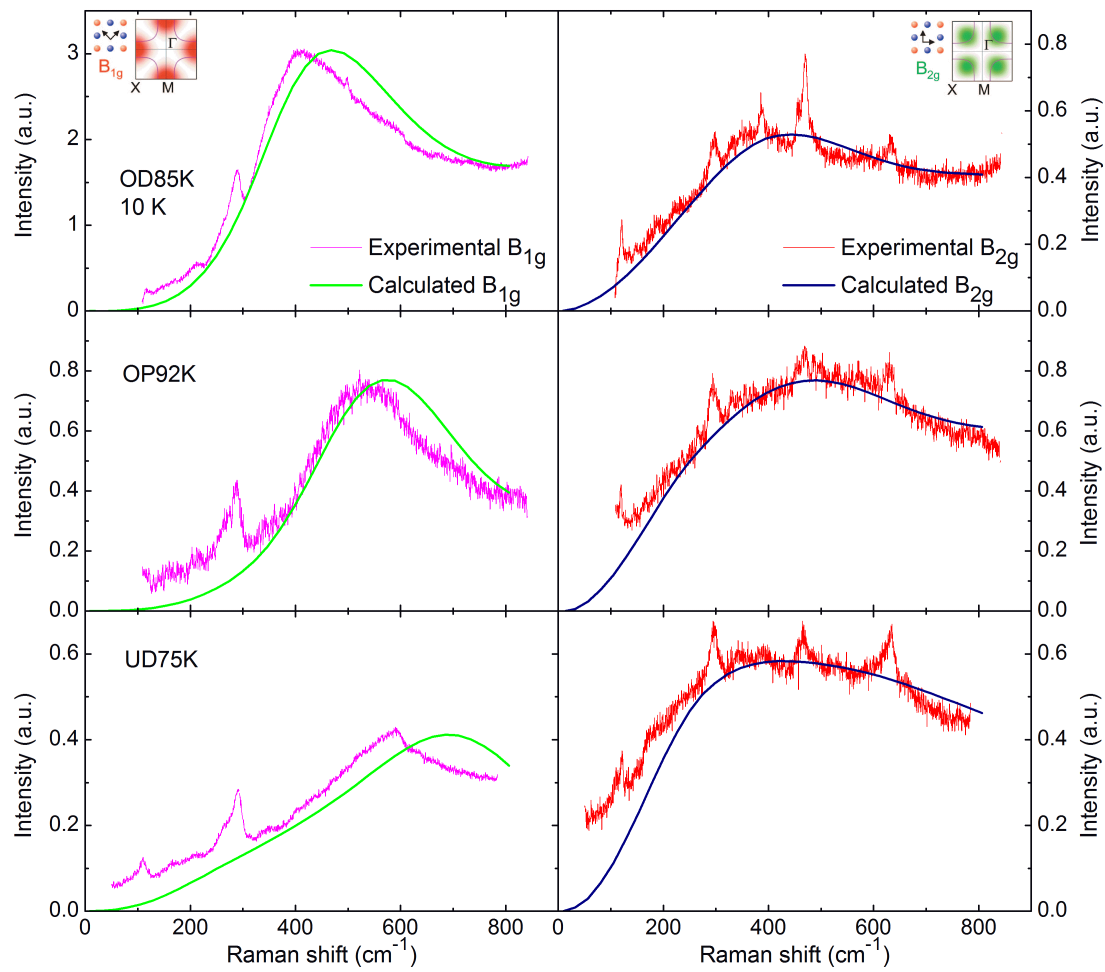 B1g
Γ
X M
Intensity (a.u.)
3
2
1
0
OD85K
10 K
Experimental B1g
Calculated B1g
B2g
Γ
X M
0.8
0.6
0.4
0.2
0.0
Intensity (a.u.)
Experimental B2g
Calculated B2g
Intensity (a.u.)
0.8
0.6
0.4
0.2
0.0
OP92K
0.8
0.6
0.4
0.2
0.0
Intensity (a.u.)
Intensity (a.u.)
0.6
0.4
0.2
0.0
UD75K
0.6
0.4
0.2
0.0
Intensity (a.u.)
0 200 400 600 800
Raman shift (cm-1)
0 200 400 600 800
Raman shift (cm-1)